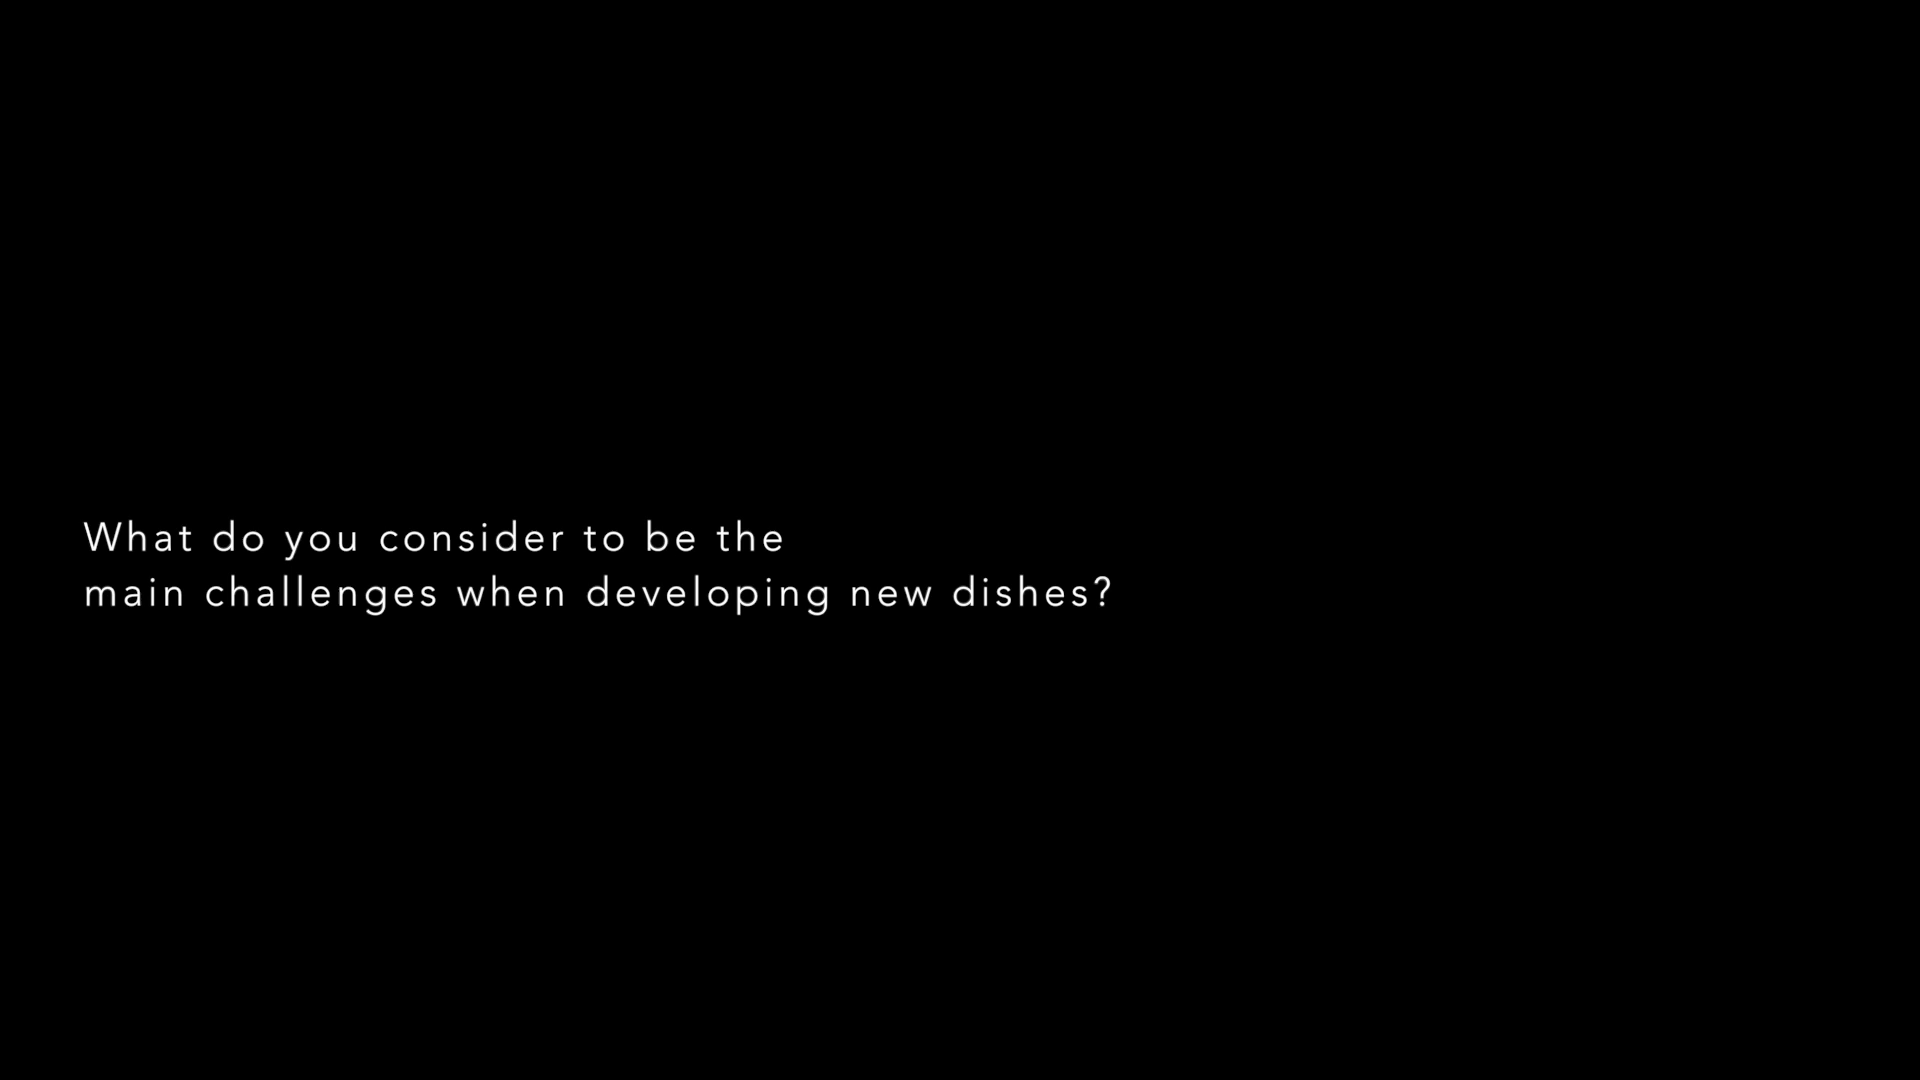 What do you consider to be the
main challenges when developing new dishes?